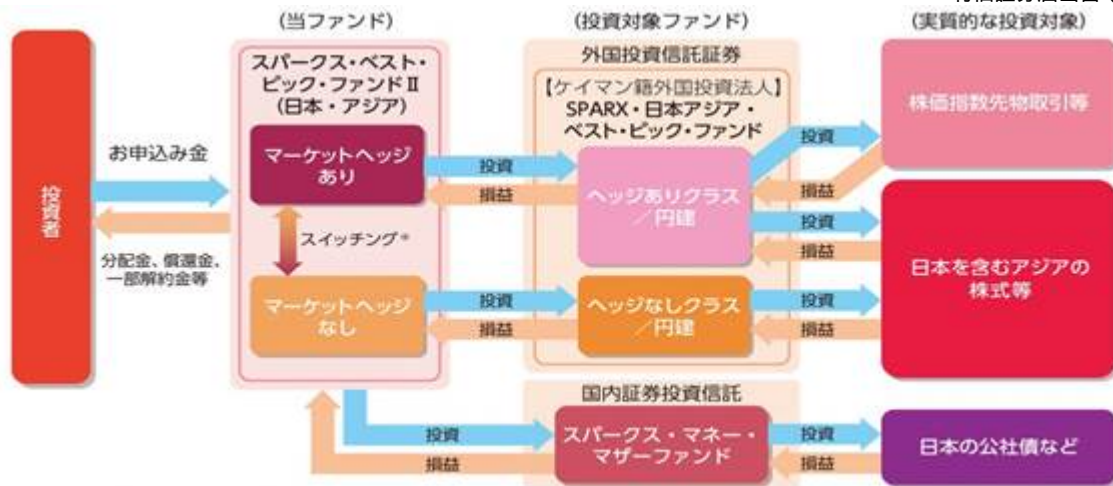 (当ファンド)
(投資対象ファンド)
(実質的な投資対象)
投資者
お申込み金
分配金、償還金、
一部解約金等
スパークス・ベスト・
ピック・ファンドⅡ
(日本・アジア)
マーケットヘッジ
あり
スイッチング※
マーケットヘッジ
なし
投資
損益
投資
損益
外国投資信託証券
【ケイマン籍外国投資法人】
SPARX・日本アジア・
ベスト・ピック・ファンド
ヘッジありクラス
/円建
ヘッジなしクラス
/円建
投資
損益
投資
損益
投資
損益
株価指数先物取引等
日本を含むアジアの
株式等
国内証券投資信託
投資
損益
スパークス・マネー・
マザーファンド
投資
損益
日本の公社債など